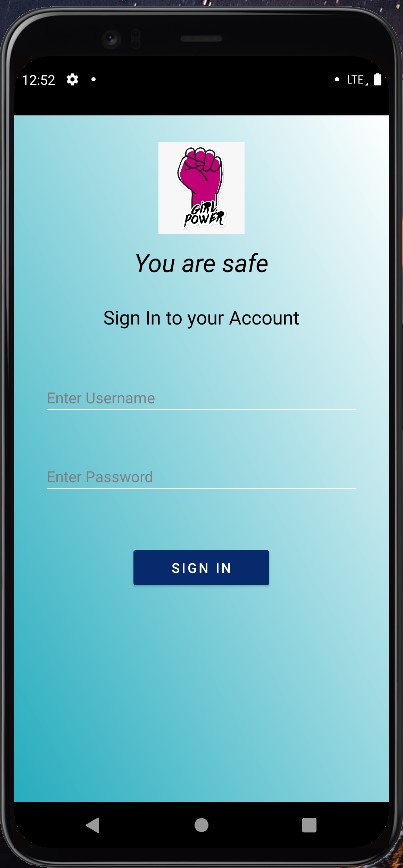 12:52
LTE
GIRL
POWER
You are safe
Sign In to your Account
Enter Username
Enter Password
SIGN IN